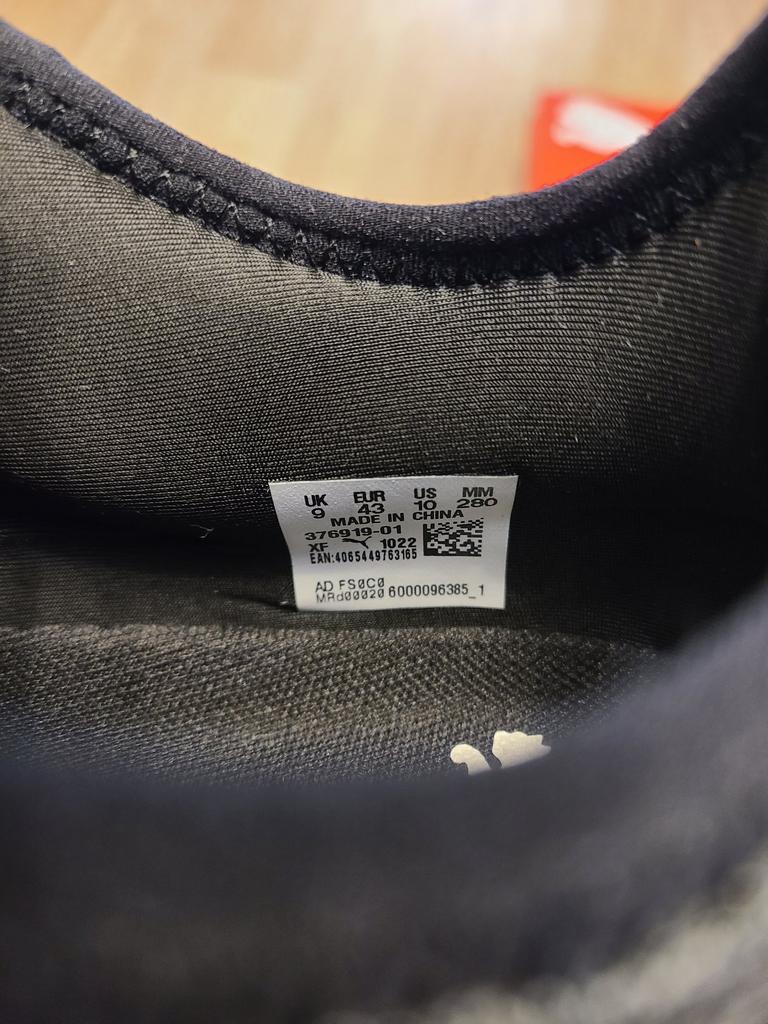 UK EUR US MM
9 43 10 280
MADE IN CHINA
376919-01
XF 1022
EAN:4065449763165
AD FS0C0
MRd00020 6000096385_1